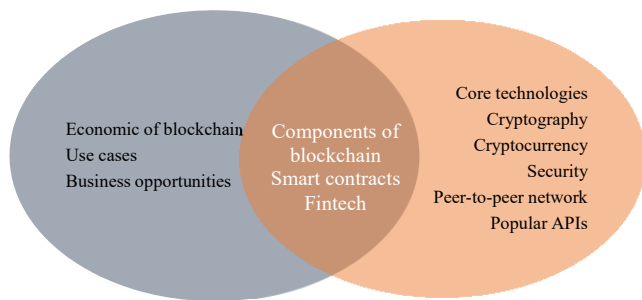 Economic of blockchain
Use cases
Business opportunities
Components of
blockchain
Smart contracts
Fintech
Core technologies
Cryptography
Cryptocurrency
Security
Peer-to-peer network
Popular APIs